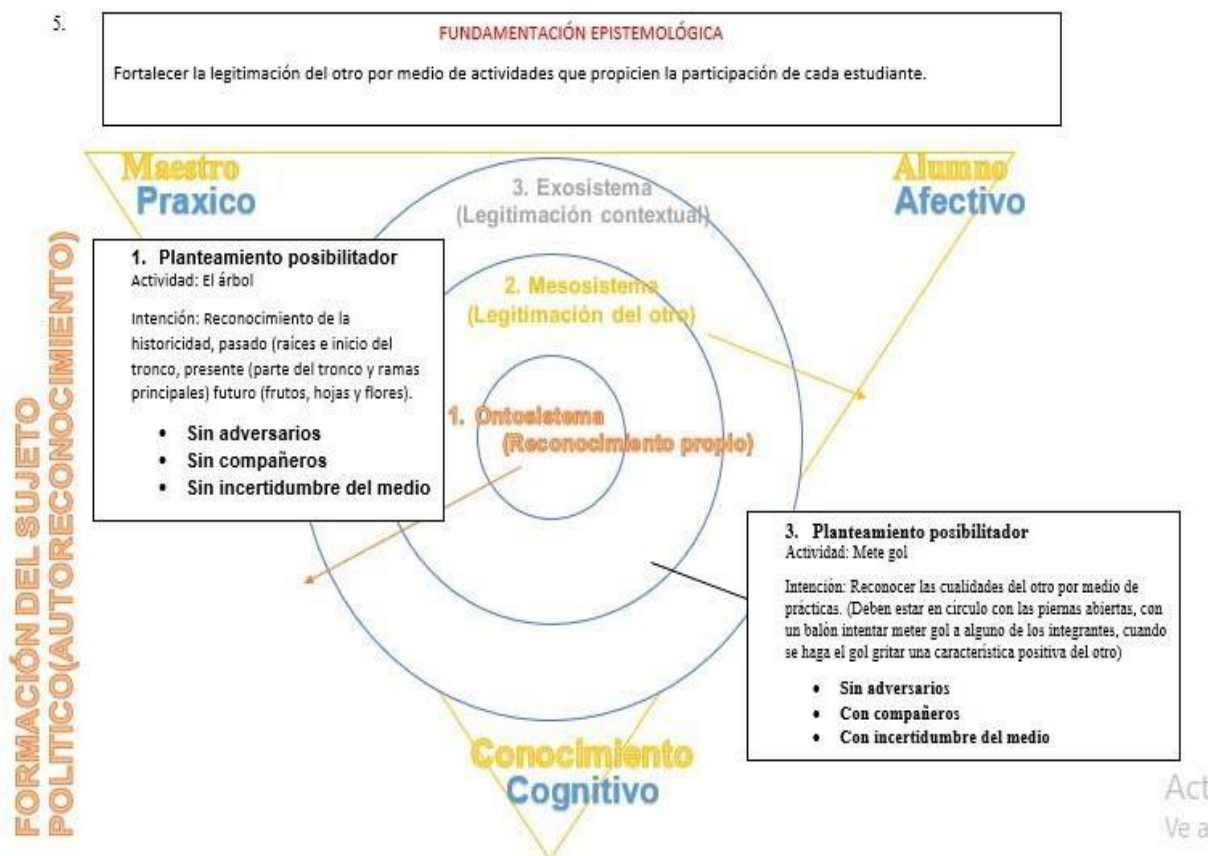 5.
FUNDAMENTACIÓN EPISTEMOLÓGICA
Fortalecer la legitimación del otro por medio de actividades que propicien la participación de cada estudiante.
Maestro
Praxico
Alumno
Afectivo
3. Exosistema
(Legitimación contextual)
2. Mesosistema
(Legitimación del otro)
1. Ontosistema
(Reconocimiento propio)
FORMACIÓN DEL SUJETO
POLITICO(AUTORECONOCIMIENTO)
1. Planteamiento posibilitador
Actividad: El árbol
Intención: Reconocimiento de la
historicidad, pasado (raíces e inicio del
tronco, presente (parte del tronco y ramas
principales) futuro (frutos, hojas y flores).
• Sin adversarios
• Sin compañeros
• Sin incertidumbre del medio
3. Planteamiento posibilitador
Actividad: Mete gol
Intención: Reconocer las cualidades del otro por medio de
prácticas. (Deben estar en circulo con las piernas abiertas, con
un balón intentar meter gol a alguno de los integrantes, cuando
se haga el gol gritar una característica positiva del otro)
• Sin adversarios
• Con compañeros
• Con incertidumbre del medio
Conocimiento
Cognitivo
Act
Ve a